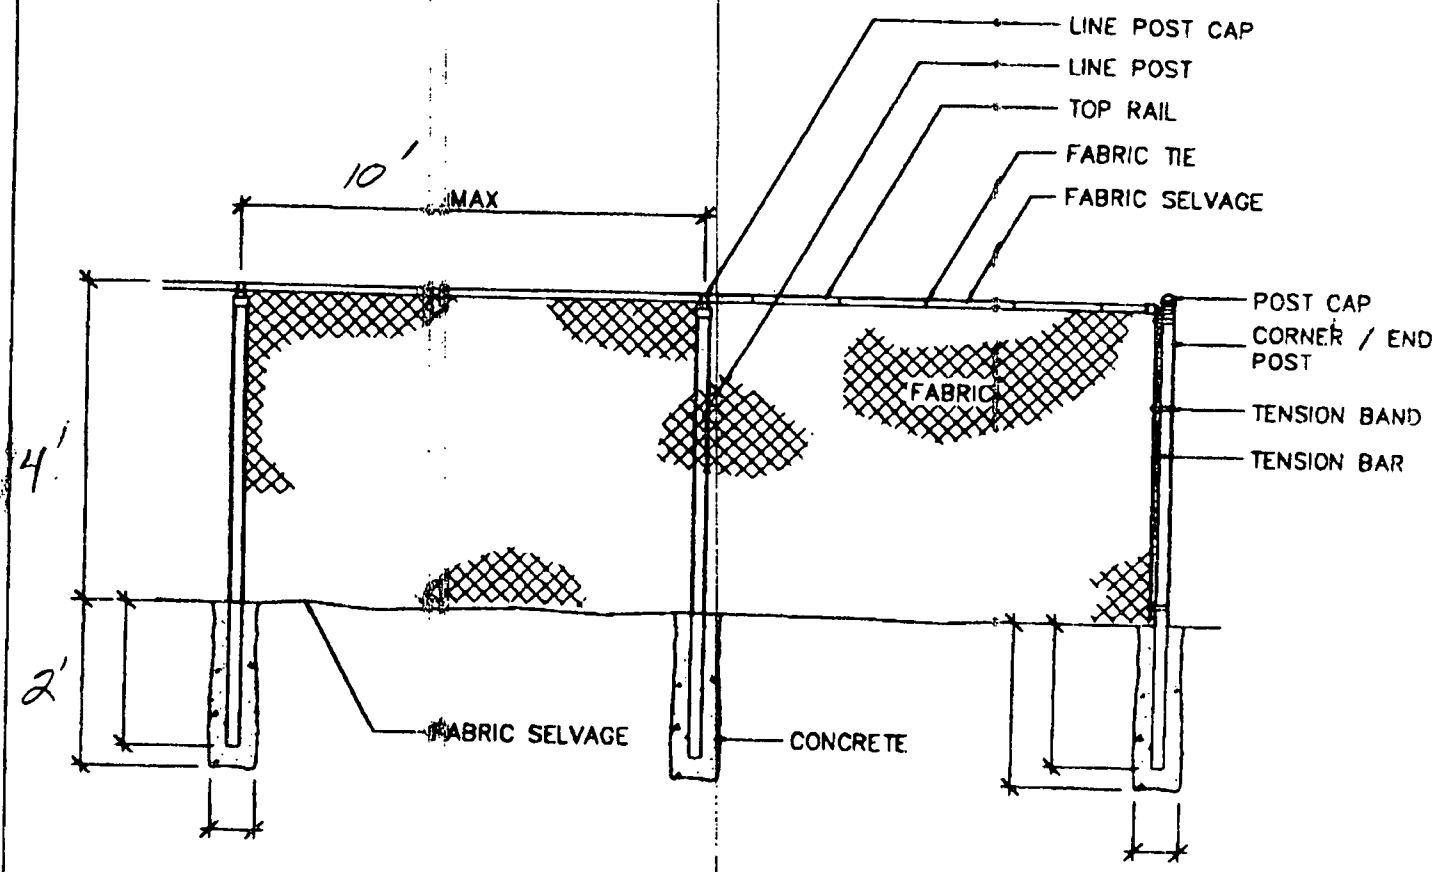 LINE POST CAP
LINE POST
TOP RAIL
FABRIC TIE
FABRIC SELVAGE
10'
MAX
POST CAP
CORNER / END
POST
FABRIC
TENSION BAND
TENSION BAR
4'
2'
FABRIC SELVAGE
CONCRETE